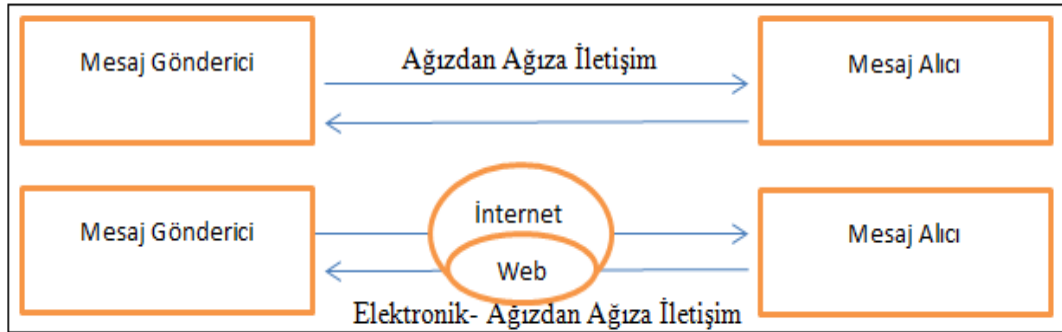 Mesaj Gönderici
Ağızdan Ağıza İletişim
Mesaj Alıcı
Mesaj Gönderici
İnternet
Mesaj Alıcı
Web
Elektronik- Ağızdan Ağıza İletişim